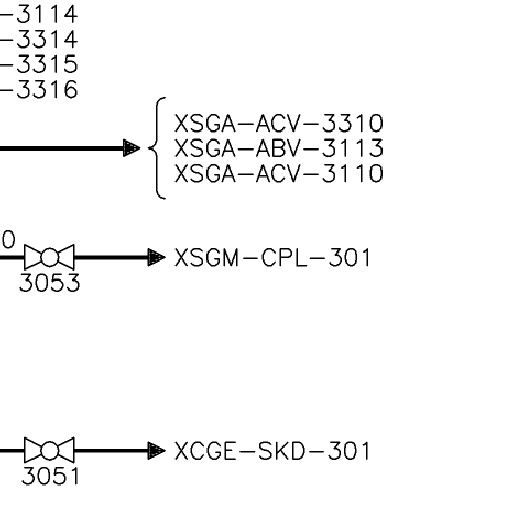 -3114
-3314
-3315
-3316
XSGA-ACV-3310
XSGA-ABV-3113
XSGA-ACV-3110
0
XSGM-CPL-301
3053
XCGE-SKD-301
3051